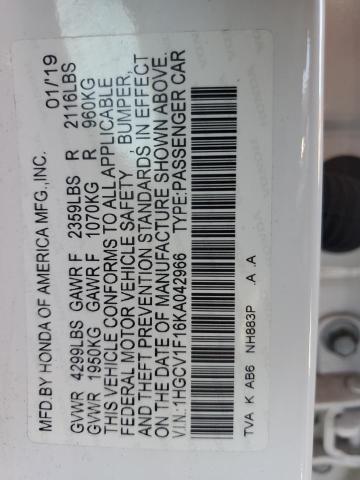 MFD.BY HONDA OF AMERICA MFG.,INC. 01/19
GVWR 4299LBS GAWR F 2359LBS R 2116LBS
GVWR 1950KG GAWR F 1070KG R 960KG
THIS VEHICLE CONFORMS TO ALL APPLICABLE
FEDERAL MOTOR VEHICLE SAFETY , BUMPER,
AND THEFT PREVENTION STANDARDS IN EFFECT
ON THE DATE OF MANUFACTURE SHOWN ABOVE.
V.I.N.:1HGCV1F16KA042966 TYPE:PASSENGER CAR
TVA K AB6 NH883P .A .A